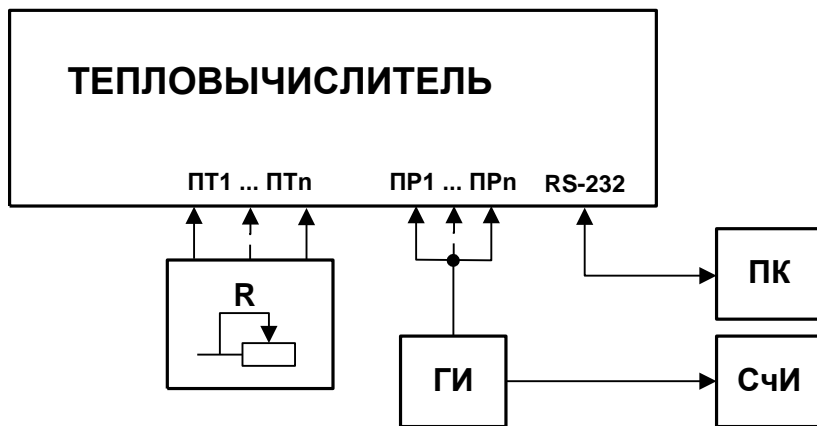 ТЕПЛОВЫЧИСЛИТЕЛЬ
ПТ1 ... ПТn ПР1 ... ПРn RS-232
R
ПК
ГИ
СчИ